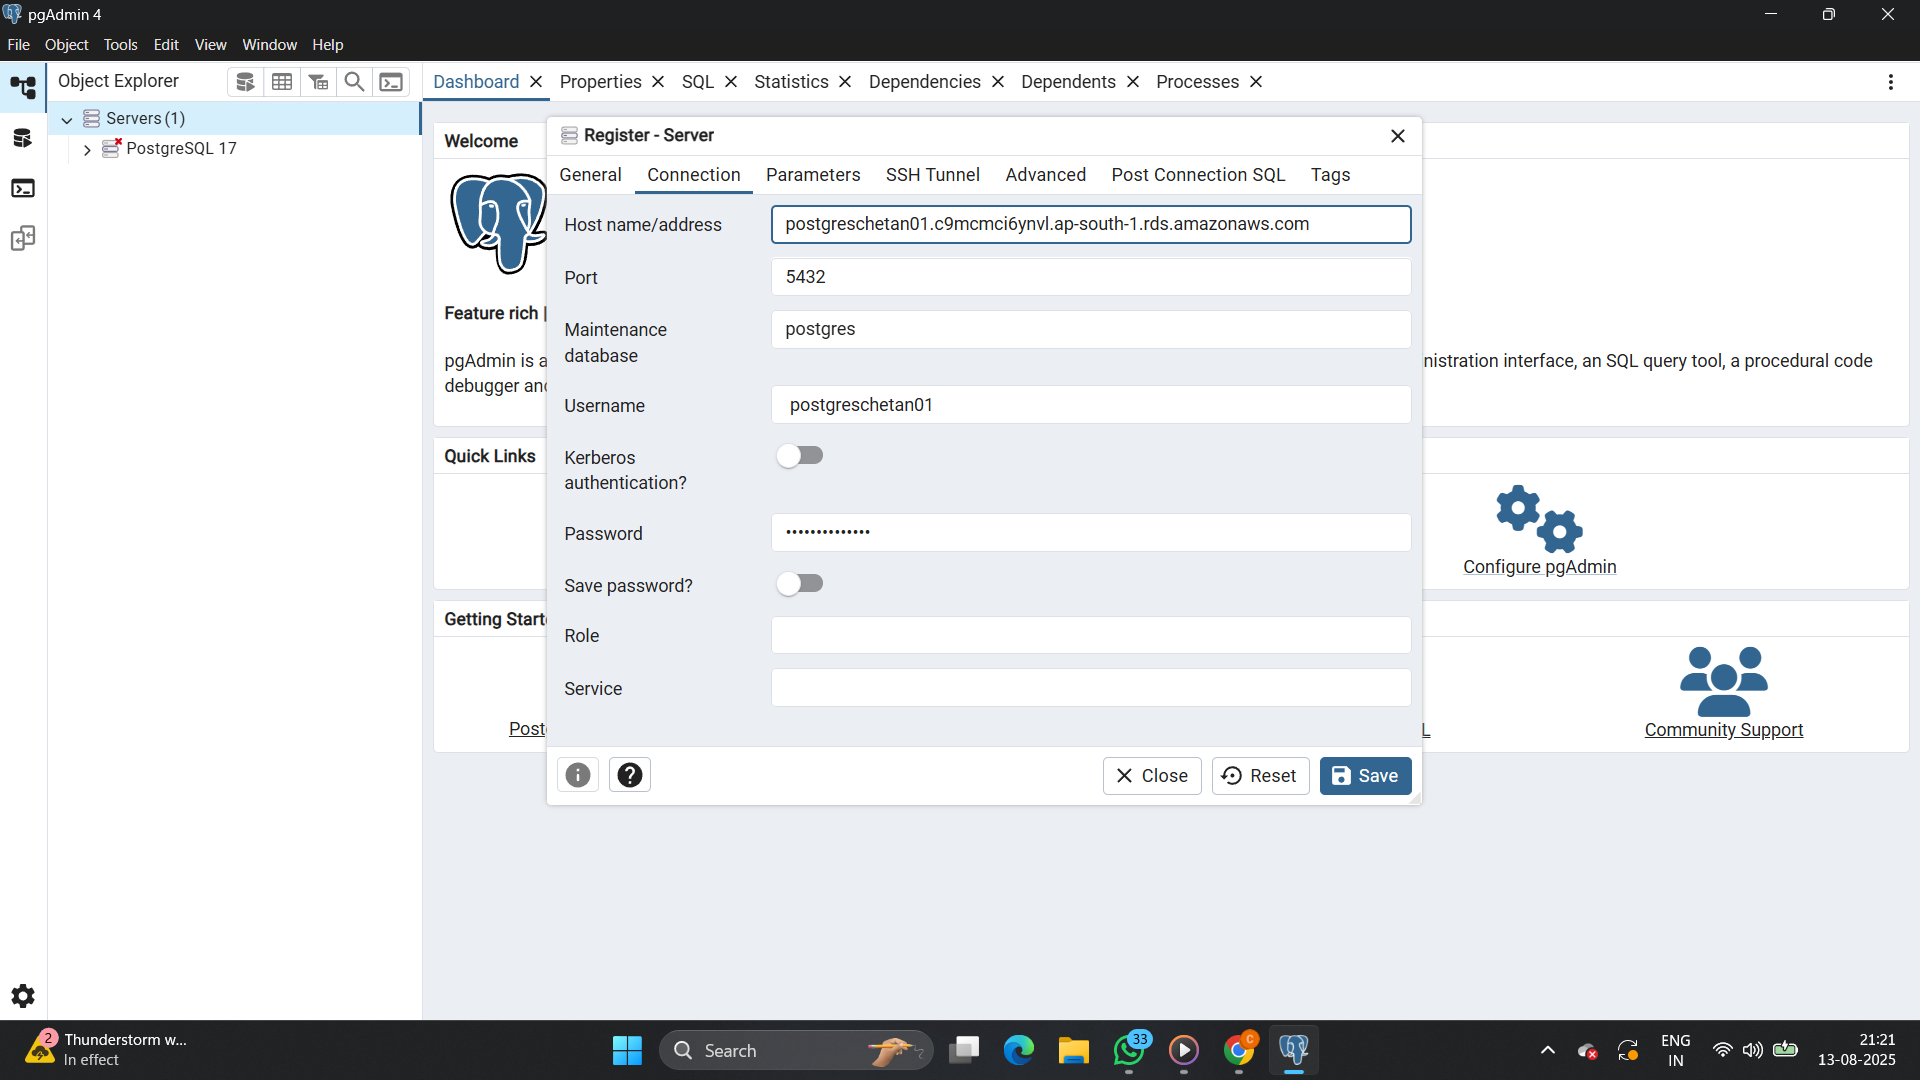 pgAdmin 4
File Object Tools Edit View Window Help
Object Explorer
Dashboard Properties SQL Statistics Dependencies Dependents Processes
Servers (1)
PostgreSQL 17
Welcome
Feature rich |
pgAdmin is a
nistration interface, an SQL query tool, a procedural code
debugger and
Quick Links
Configure pgAdmin
Getting Starte
Post
L
Community Support
Register - Server
General Connection Parameters SSH Tunnel Advanced Post Connection SQL Tags
Host name/address postgreschetan01.c9mcmci6ynvl.ap-south-1.rds.amazonaws.com
Port 5432
Maintenance
database
postgres
Username postgreschetan01
Kerberos
authentication?
Password ••••••••••••••
Save password?
Role
Service
Close Reset Save
2
Thunderstorm w...
In effect
Search
33
C
ENG
IN
21:21
13-08-2025